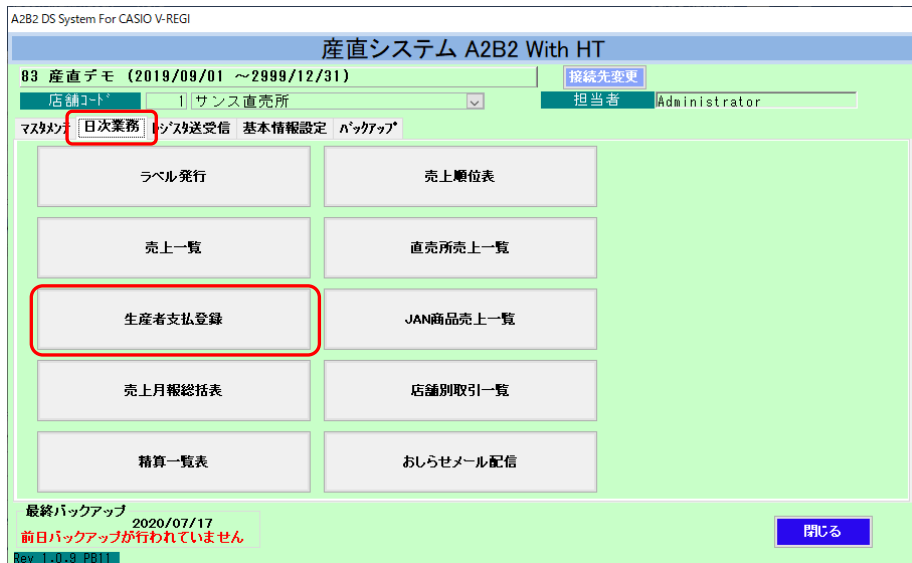 A2B2 DS System For CASIO V-REGI
産直システム A2B2 With HT
83 産直デモ (2019/09/01 ～2999/12/31) 接続先変更
店舗ｺｰﾄﾞ 1 サンス直売所 担当者 Administrator
ﾏｽﾀﾒﾝﾃ 日次業務 ﾚｼﾞｽﾀ送受信 基本情報設定 ﾊﾞｯｸｱｯﾌﾟ
ラベル発行 売上順位表
売上一覧 直売所売上一覧
生産者支払登録 JAN商品売上一覧
売上月報総括表 店舗別取引一覧
精算一覧表 おしらせメール配信
最終バックアップ
2020/07/17
前日バックアップが行われていません
閉じる
Rev 1.0.9 PB11